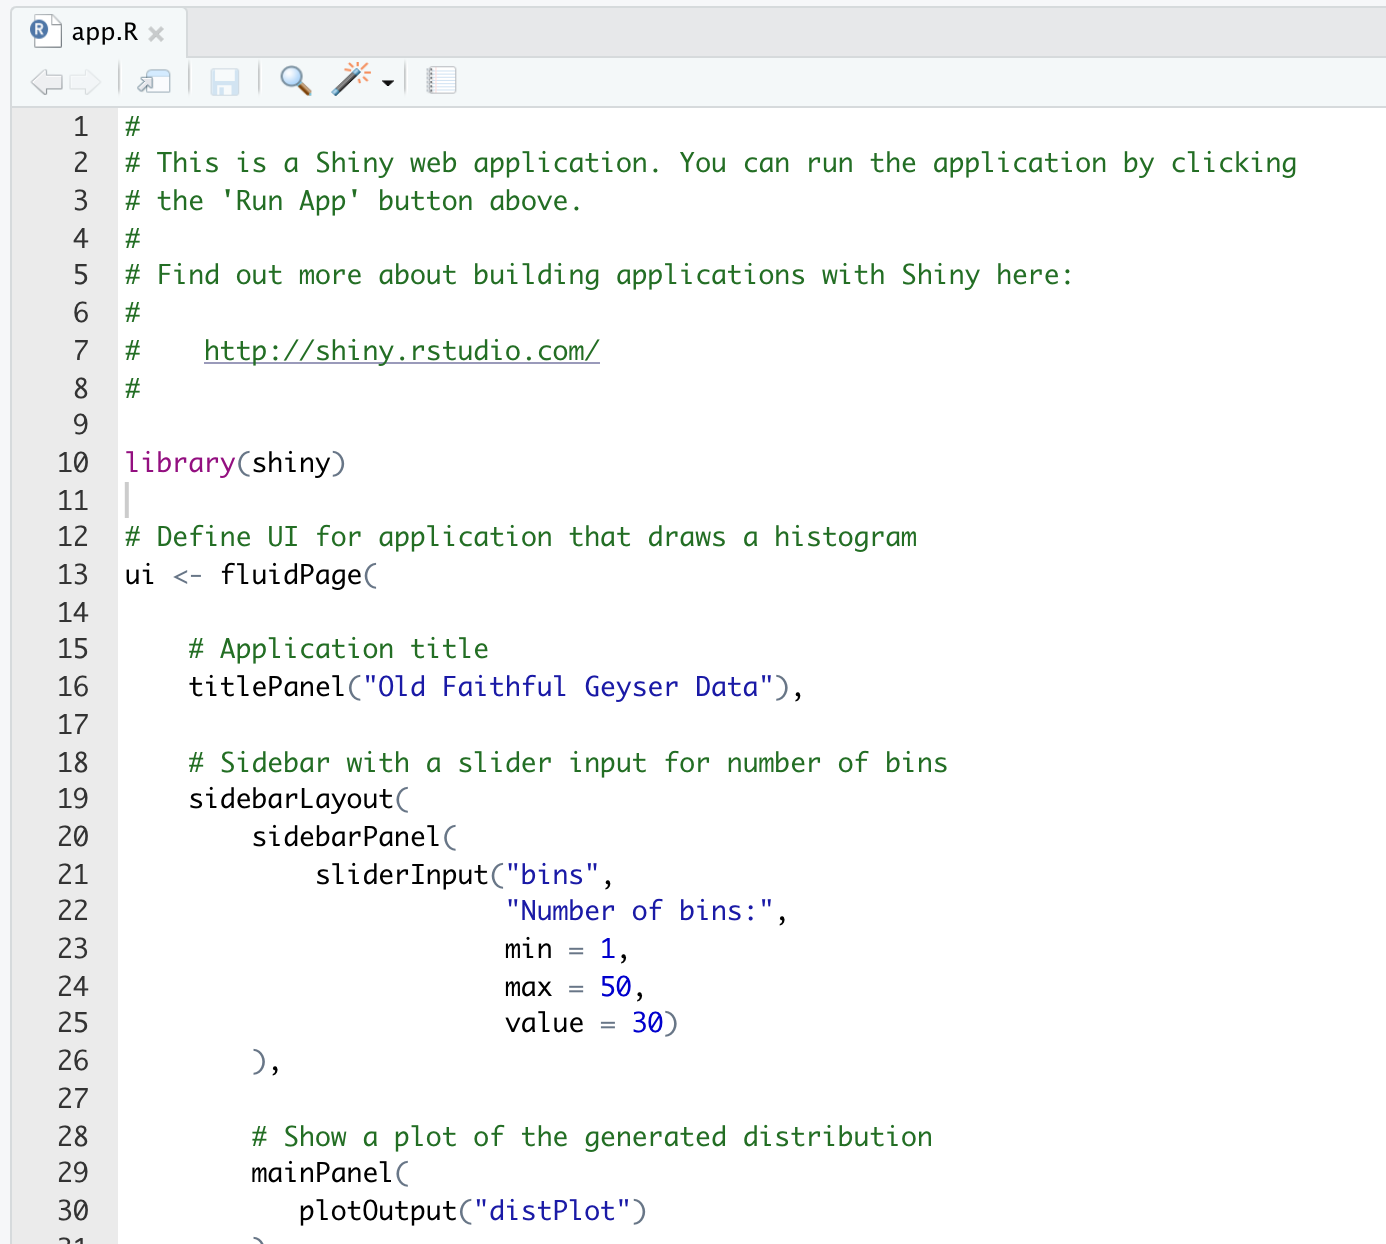 app.R
1 #
2 # This is a Shiny web application. You can run the application by clicking
3 # the 'Run App' button above.
4 #
5 # Find out more about building applications with Shiny here:
6 #
7 #    http://shiny.rstudio.com/
8 #
9
10 library(shiny)
11
12 # Define UI for application that draws a histogram
13 ui <- fluidPage(
14
15     # Application title
16     titlePanel("Old Faithful Geyser Data"),
17
18     # Sidebar with a slider input for number of bins
19     sidebarLayout(
20         sidebarPanel(
21             sliderInput("bins",
22                         "Number of bins:",
23                         min = 1,
24                         max = 50,
25                         value = 30)
26         ),
27
28         # Show a plot of the generated distribution
29         mainPanel(
30            plotOutput("distPlot")
31         )